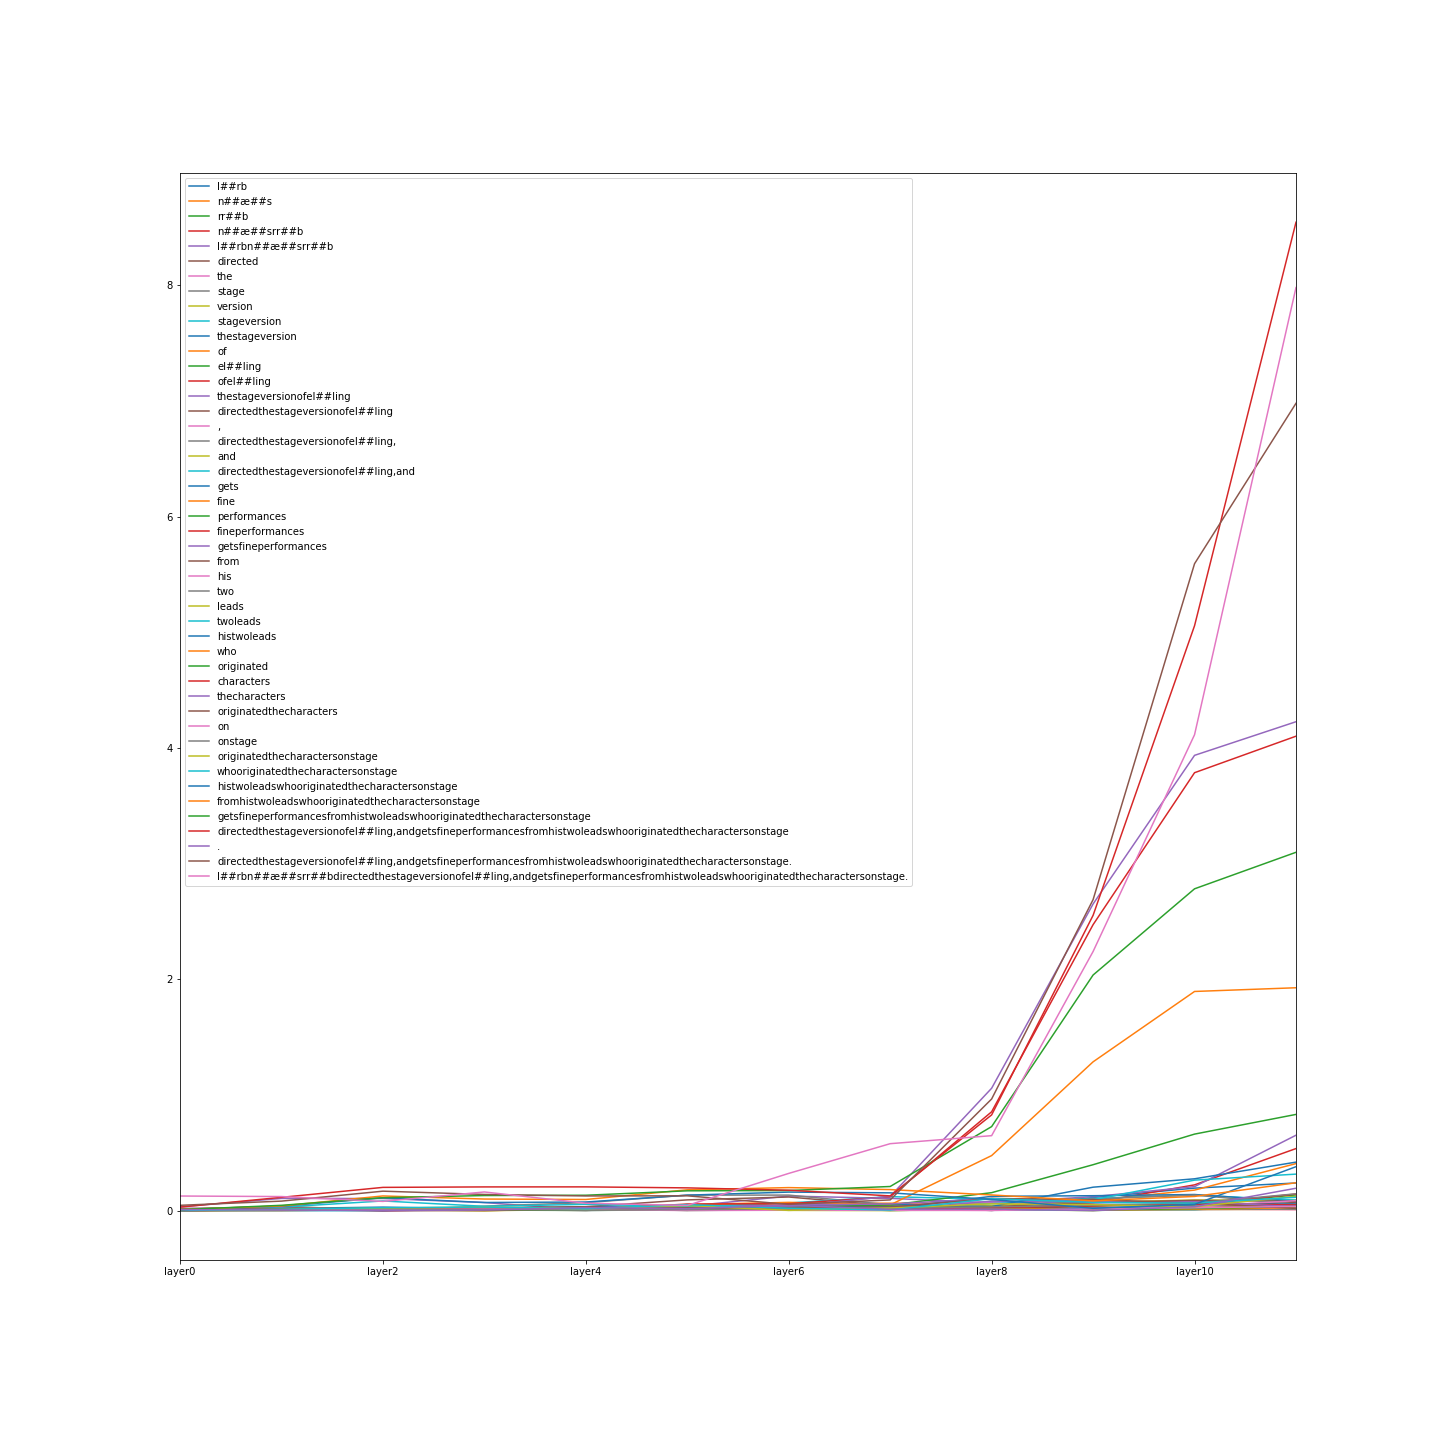 l##rb
n##æ##s
rr##b
n##æ##srr##b
l##rbn##æ##srr##b
directed
the
stage
version
stageversion
thestageversion
of
el##ling
ofel##ling
thestageversionofel##ling
directedthestageversionofel##ling
,
directedthestageversionofel##ling,
and
directedthestageversionofel##ling,and
gets
fine
performances
fineperformances
getsfineperformances
from
his
two
leads
twoleads
histwoleads
who
originated
characters
thecharacters
originatedthecharacters
on
onstage
originatedthecharactersonstage
whooriginatedthecharactersonstage
histwoleadswhooriginatedthecharactersonstage
fromhistwoleadswhooriginatedthecharactersonstage
getsfineperformancesfromhistwoleadswhooriginatedthecharactersonstage
directedthestageversionofel##ling,andgetsfineperformancesfromhistwoleadswhooriginatedthecharactersonstage
.
directedthestageversionofel##ling,andgetsfineperformancesfromhistwoleadswhooriginatedthecharactersonstage.
l##rbn##æ##srr##bdirectedthestageversionofel##ling,andgetsfineperformancesfromhistwoleadswhooriginatedthecharactersonstage.
8
6
4
2
0
layer0 layer2 layer4 layer6 layer8 layer10